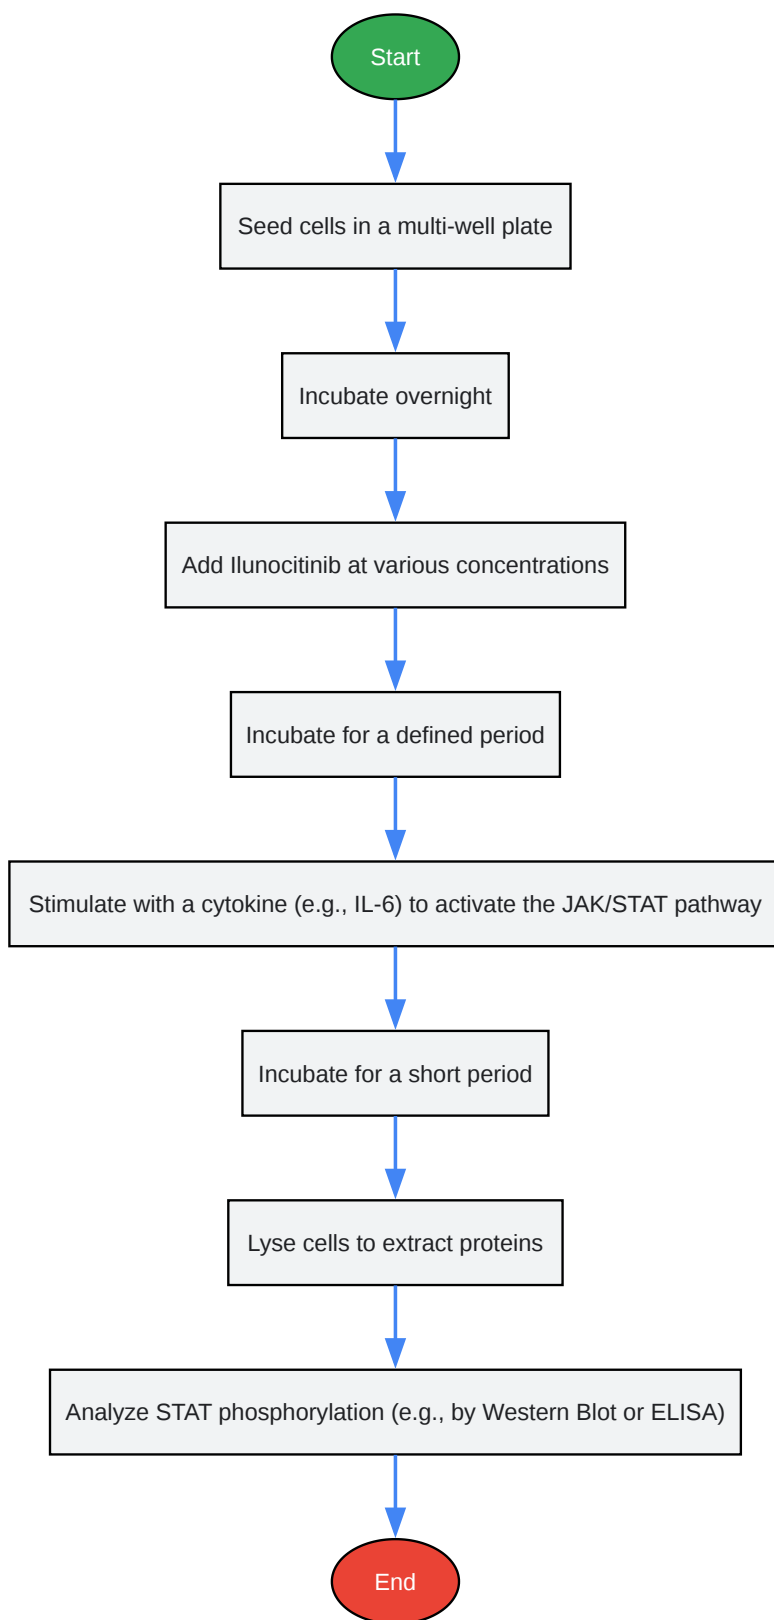 Start
Seed cells in a multi-well plate
Incubate overnight
Add Ilunocitinib at various concentrations
Incubate for a defined period
Stimulate with a cytokine (e.g., IL-6) to activate the JAK/STAT pathway
Incubate for a short period
Lyse cells to extract proteins
Analyze STAT phosphorylation (e.g., by Western Blot or ELISA)
End